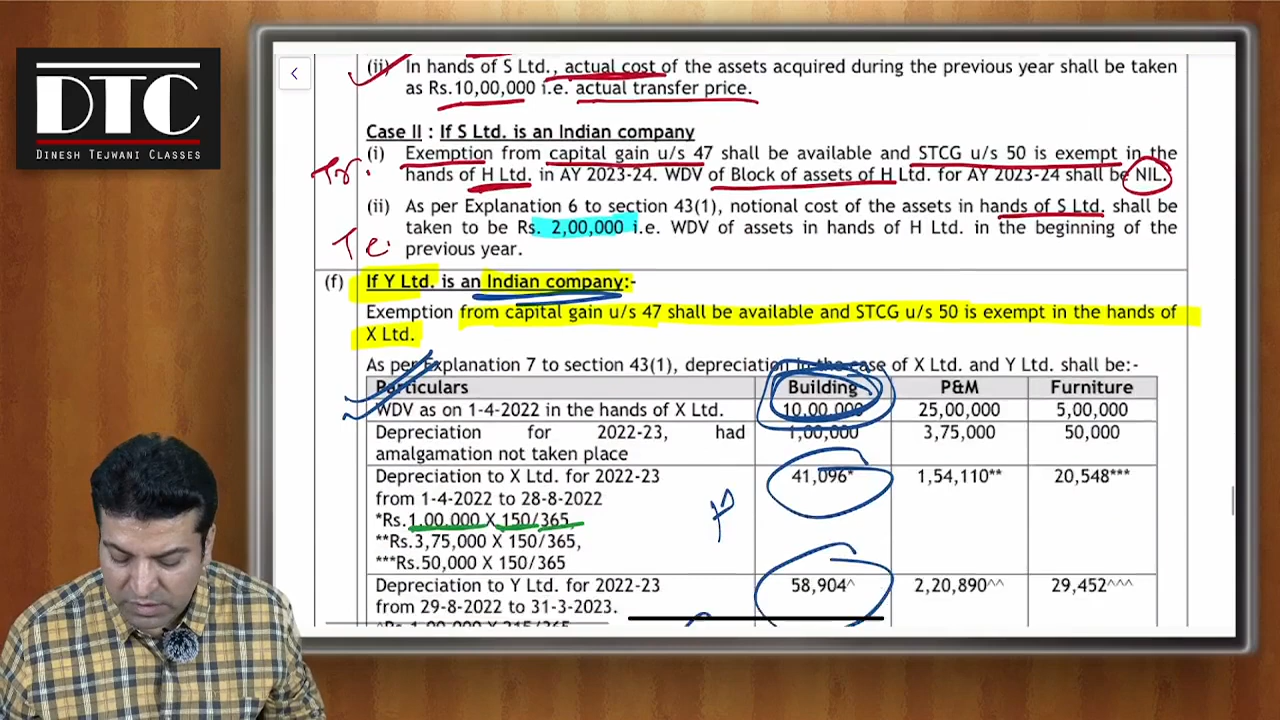 DTC
DINESH TEJWANI CLASSES
(ii) In hands of S Ltd., actual cost of the assets acquired during the previous year shall be taken
as Rs.10,00,000 i.e. actual transfer price.
Case II : If S Ltd. is an Indian company
(i) Exemption from capital gain u/s 47 shall be available and STCG u/s 50 is exempt in the
Tr.
hands of H Ltd. in AY 2023-24. WDV of Block of assets of H Ltd. for AY 2023-24 shall be NIL.
(ii) As per Explanation 6 to section 43(1), notional cost of the assets in hands of S Ltd. shall be
taken to be Rs. 2,00,000 i.e. WDV of assets in hands of H Ltd. in the beginning of the
Te.
previous year.
(f) If Y Ltd. is an Indian company:-
Exemption from capital gain u/s 47 shall be available and STCG u/s 50 is exempt in the hands of
X Ltd.
As per Explanation 7 to section 43(1), depreciation in the case of X Ltd. and Y Ltd. shall be:-
Particulars Building P&M Furniture
WDV as on 1-4-2022 in the hands of X Ltd. 10,00,000 25,00,000 5,00,000
Depreciation for 2022-23, had 1,00,000 3,75,000 50,000
amalgamation not taken place
Depreciation to X Ltd. for 2022-23 41,096* 1,54,110** 20,548***
from 1-4-2022 to 28-8-2022
*Rs.1,00,000 X 150/365,
**Rs.3,75,000 X 150/365,
***Rs.50,000 X 150/365
Depreciation to Y Ltd. for 2022-23 58,904^ 2,20,890^^ 29,452^^^
from 29-8-2022 to 31-3-2023.
^Rs.1,00,000 X 215/365